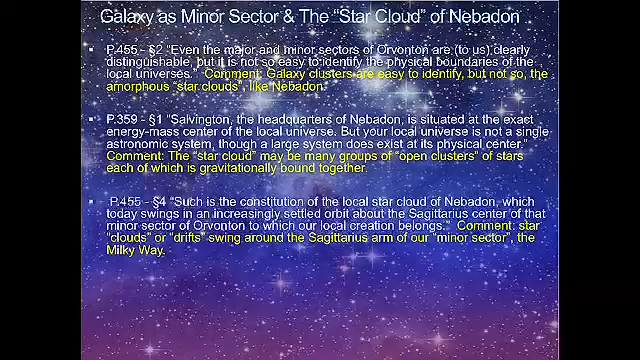 Galaxy as Minor Sector & The “Star Cloud” of Nebadon
▪ P.455 - §2 “Even the major and minor sectors of Orvonton are (to us) clearly
distinguishable, but it is not so easy to identify the physical boundaries of the
local universes.” Comment: Galaxy clusters are easy to identify, but not so, the
amorphous “star clouds”, like Nebadon.
▪ P.359 - §1 “Salvington, the headquarters of Nebadon, is situated at the exact
energy-mass center of the local universe. But your local universe is not a single
astronomic system, though a large system does exist at its physical center.”
Comment: The “star cloud” may be many groups of “open clusters” of stars
each of which is gravitationally bound together.
▪ P.455 - §4 “Such is the constitution of the local star cloud of Nebadon, which
today swings in an increasingly settled orbit about the Sagittarius center of that
minor sector of Orvonton to which our local creation belongs.” Comment: star
“clouds” or “drifts” swing around the Sagittarius arm of our “minor sector”, the
Milky Way.